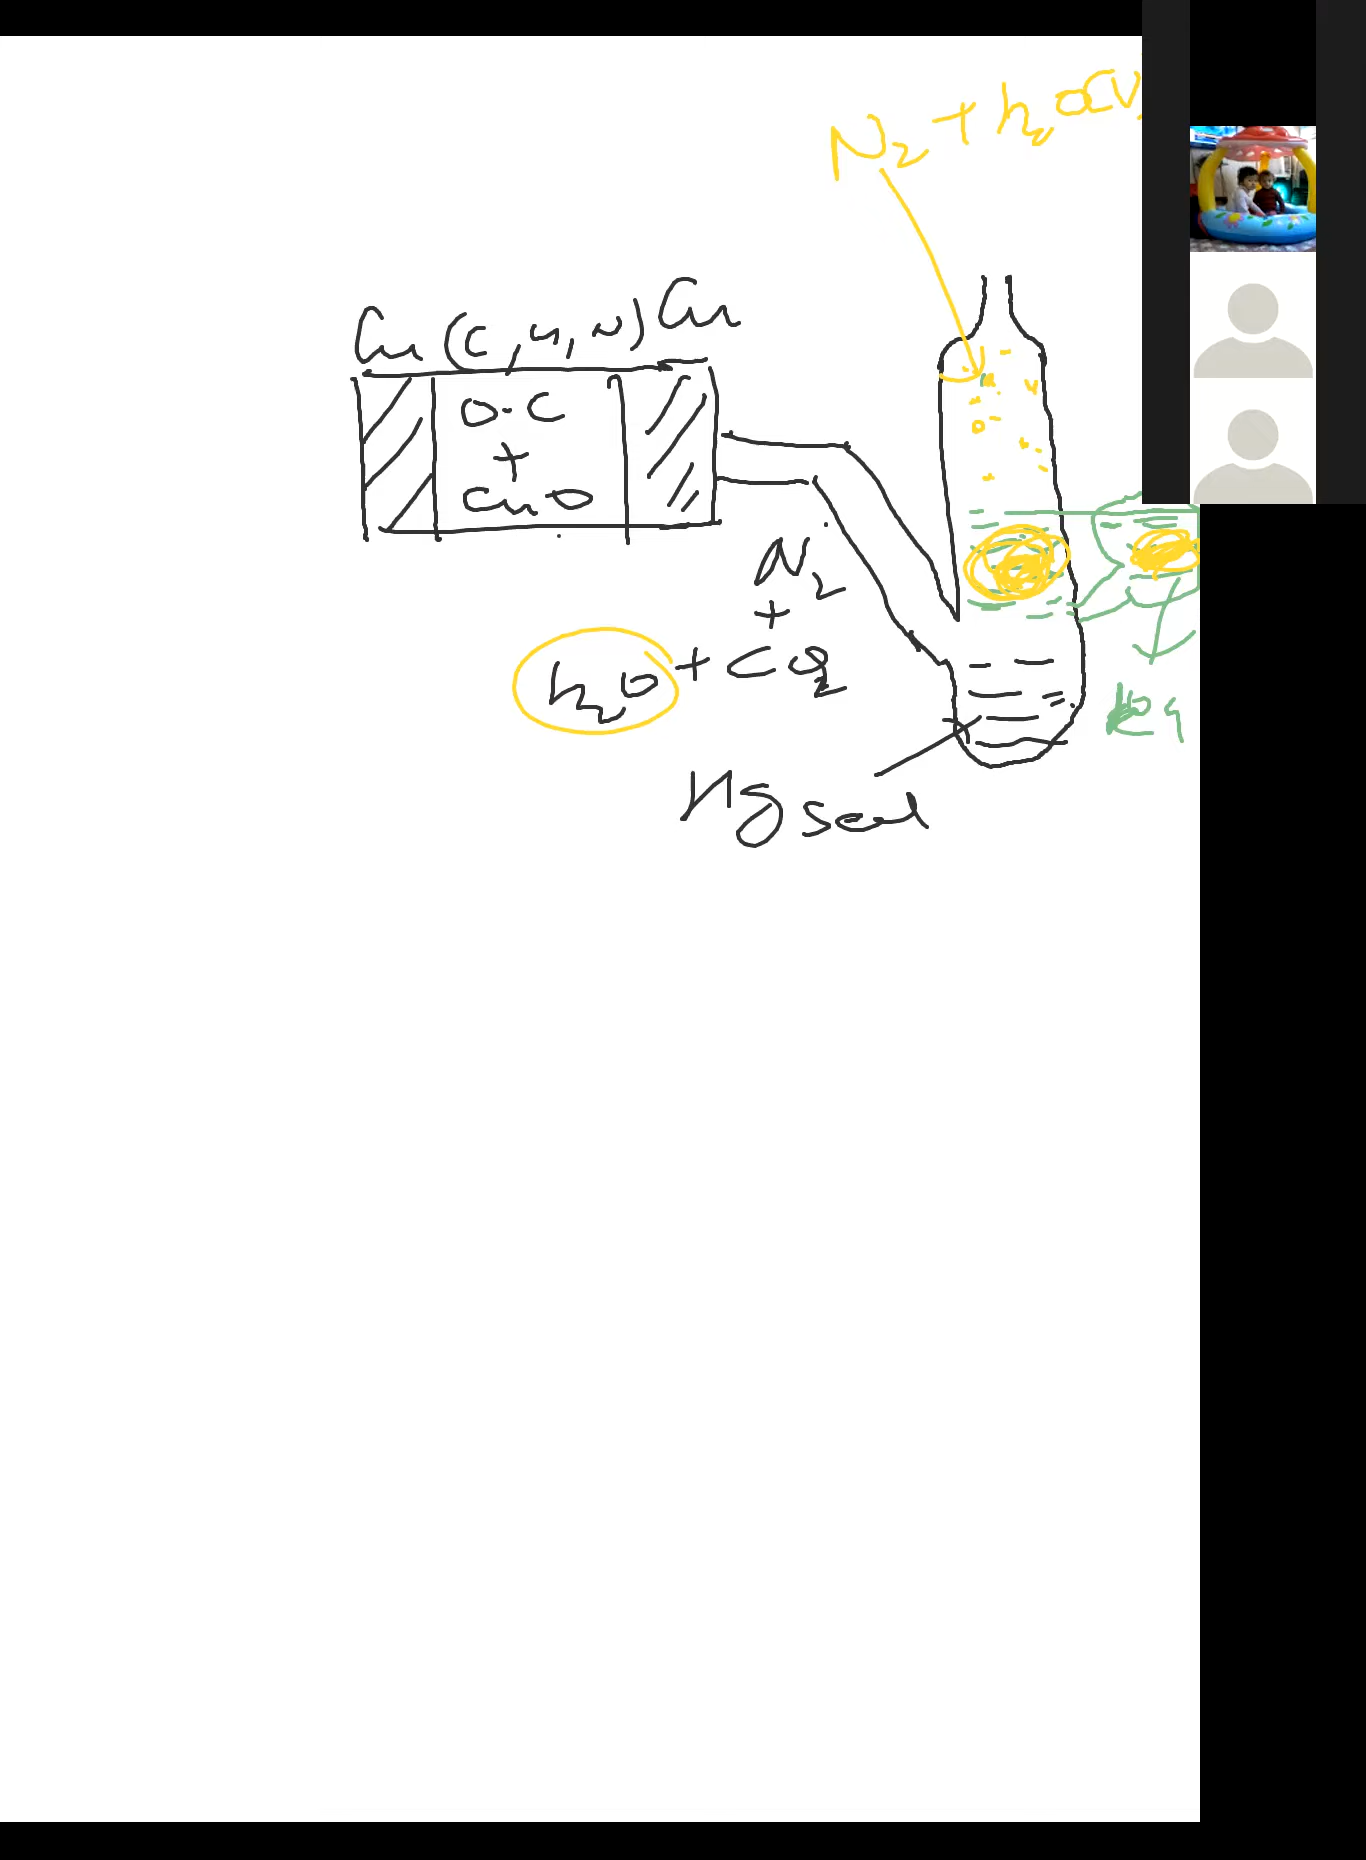 N₂ + h₂O(V
Cu (C, H, N) Cu
O·C
+
CuO
N₂
+
h₂O + CO₂
Hg seal